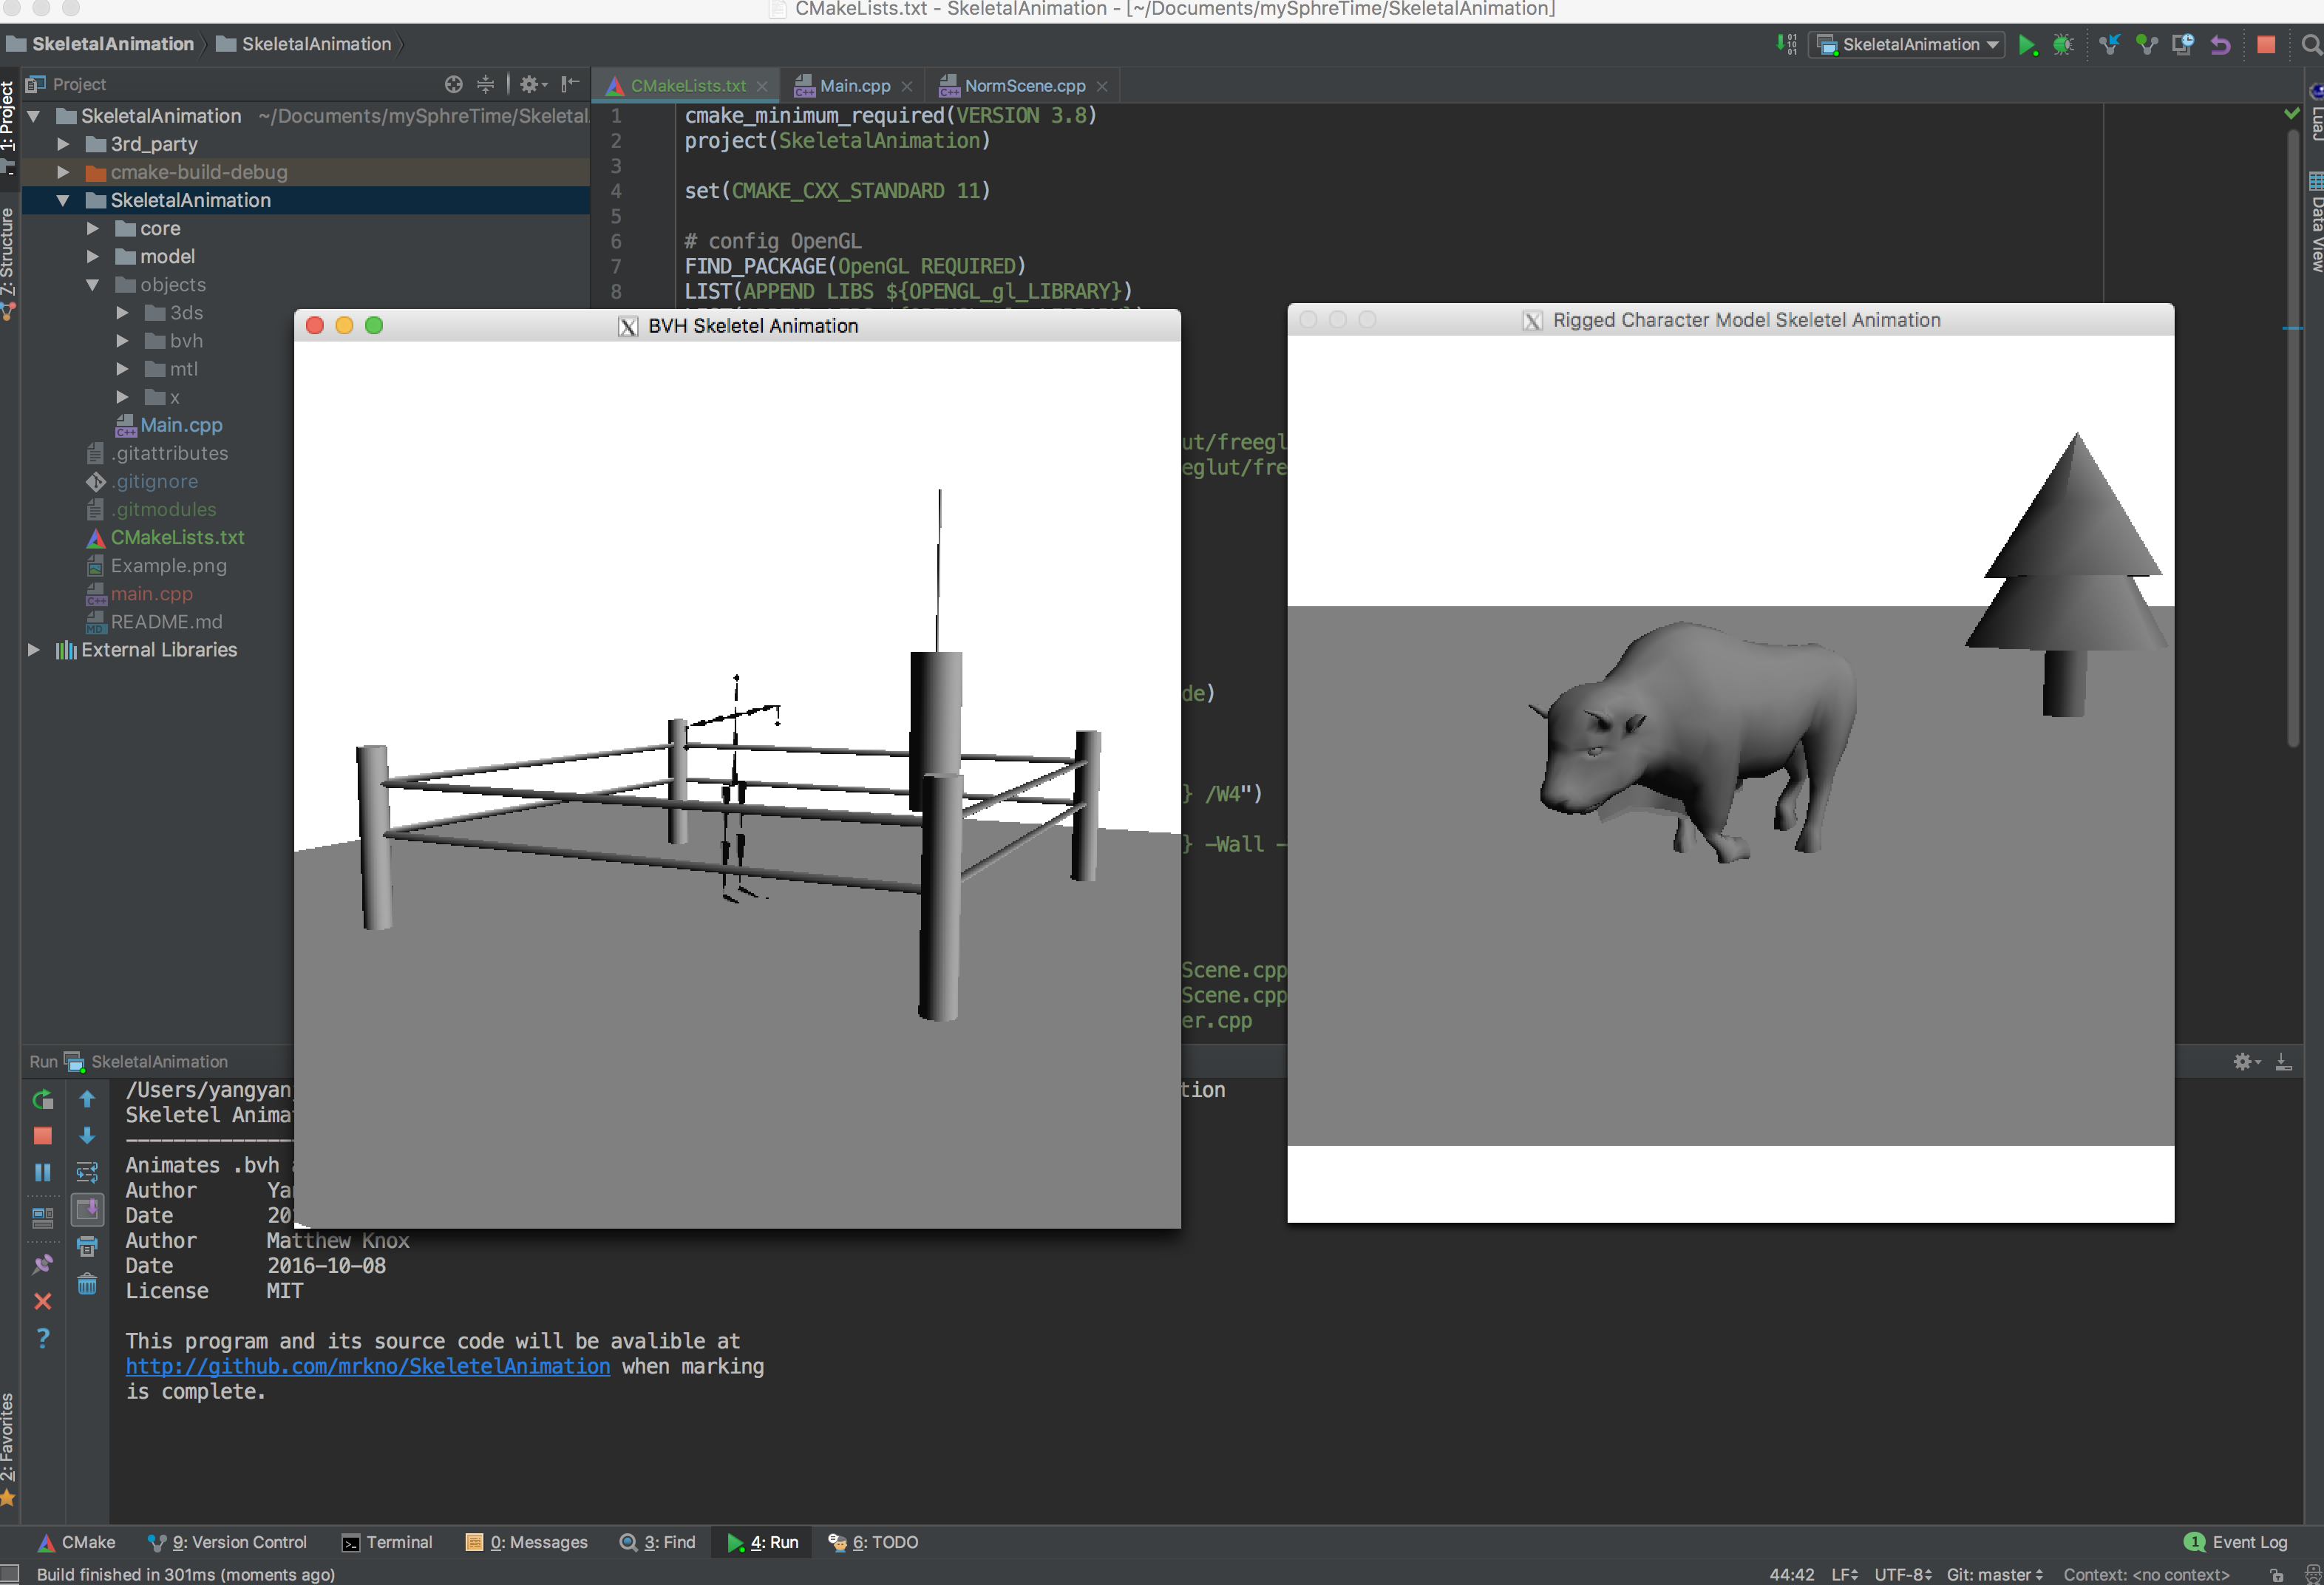 CMakeLists.txt - SkeletalAnimation - [~/Documents/mySphreTime/SkeletalAnimation]
SkeletalAnimation
SkeletalAnimation
SkeletalAnimation
Project
CMakeLists.txt
Main.cpp
NormScene.cpp
1: Project
7: Structure
2: Favorites
LuaJ
Data View
SkeletalAnimation ~/Documents/mySphreTime/Skeletal
3rd_party
cmake-build-debug
SkeletalAnimation
core
model
objects
3ds
bvh
mtl
x
Main.cpp
.gitattributes
.gitignore
.gitmodules
CMakeLists.txt
Example.png
main.cpp
README.md
External Libraries
1 cmake_minimum_required(VERSION 3.8)
2 project(SkeletalAnimation)
3
4 set(CMAKE_CXX_STANDARD 11)
5
6 # config OpenGL
7 FIND_PACKAGE(OpenGL REQUIRED)
8 LIST(APPEND LIBS ${OPENGL_gl_LIBRARY})
ut/freegl
eglut/fre
de)
} /W4")
} -Wall -
Scene.cpp
Scene.cpp
er.cpp
BVH Skeletel Animation
Rigged Character Model Skeletel Animation
Run SkeletalAnimation
/Users/yangyan
tion
Skeletel Anima
---------------
Animates .bvh
Author Ya
Date 20
Author Matthew Knox
Date 2016-10-08
License MIT
This program and its source code will be avalible at
http://github.com/mrkno/SkeletelAnimation when marking
is complete.
CMake
9: Version Control
Terminal
0: Messages
3: Find
4: Run
6: TODO
1 Event Log
Build finished in 301ms (moments ago)
44:42 LF UTF-8 Git: master Context: <no context>